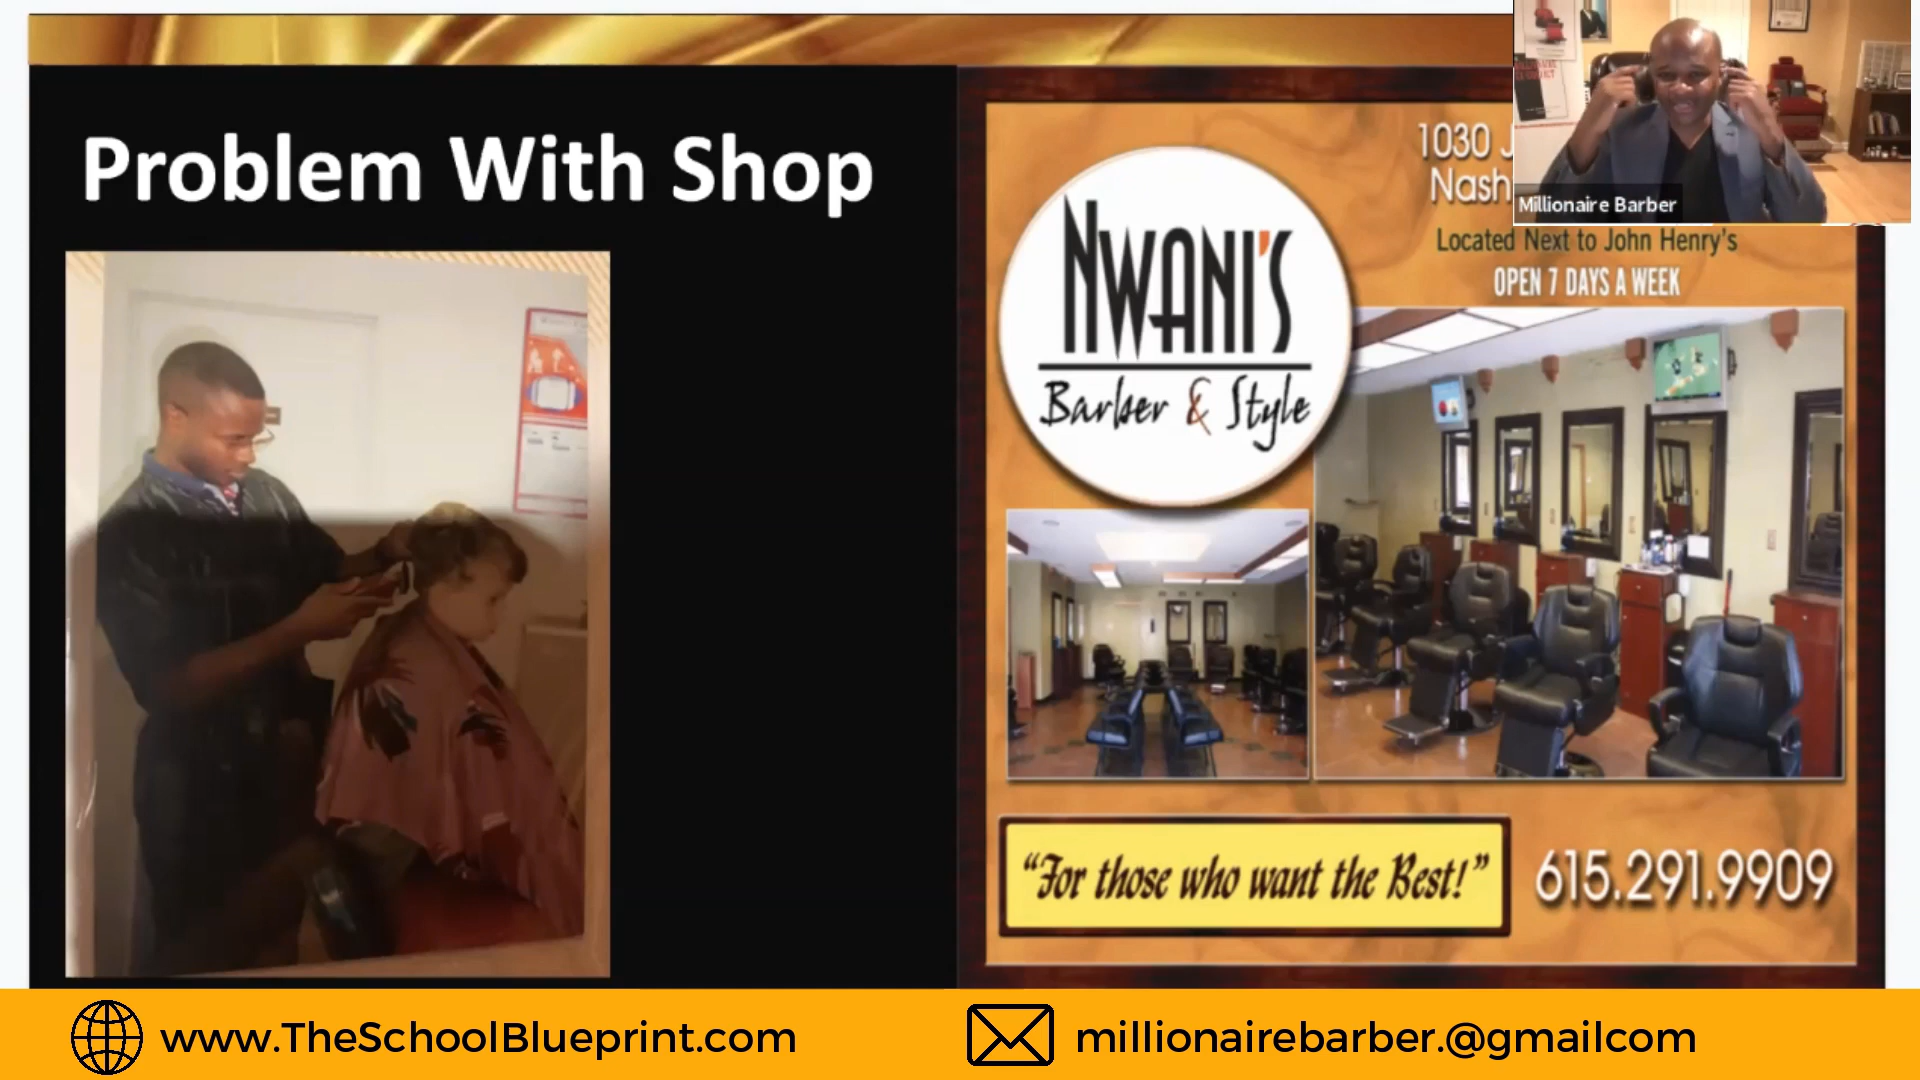 Problem With Shop
1030 J
Nash
Millionaire Barber
Located Next to John Henry's
OPEN 7 DAYS A WEEK
NWANI'S
Barber & Style
"For those who want the Best!"
615.291.9909
www.TheSchoolBlueprint.com
millionairebarber.@gmailcom